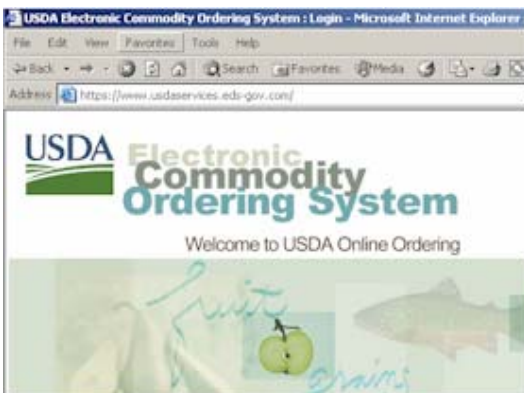 USDA Electronic Commodity Ordering System : Login - Microsoft Internet Explorer
File Edit View Favorites Tools Help
Back Search Favorites Media
Address https://www.usdaservices.eds-gov.com/
USDA Electronic
Commodity
Ordering System
Welcome to USDA Online Ordering
fruits
grains